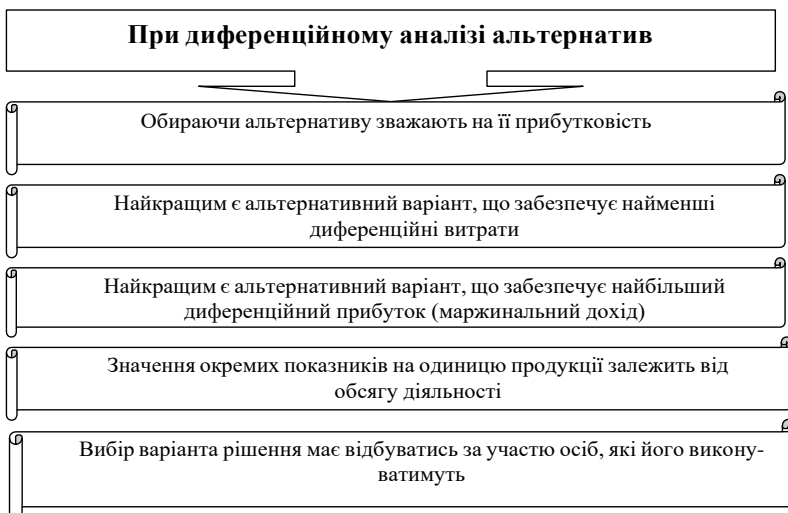 При диференційному аналізі альтернатив
Обираючи альтернативу зважають на її прибутковість
Найкращим є альтернативний варіант, що забезпечує найменші
диференційні витрати
Найкращим є альтернативний варіант, що забезпечує найбільший
диференційний прибуток (маржинальний дохід)
Значення окремих показників на одиницю продукції залежить від
обсягу діяльності
Вибір варіанта рішення має відбуватись за участю осіб, які його викону-
ватимуть